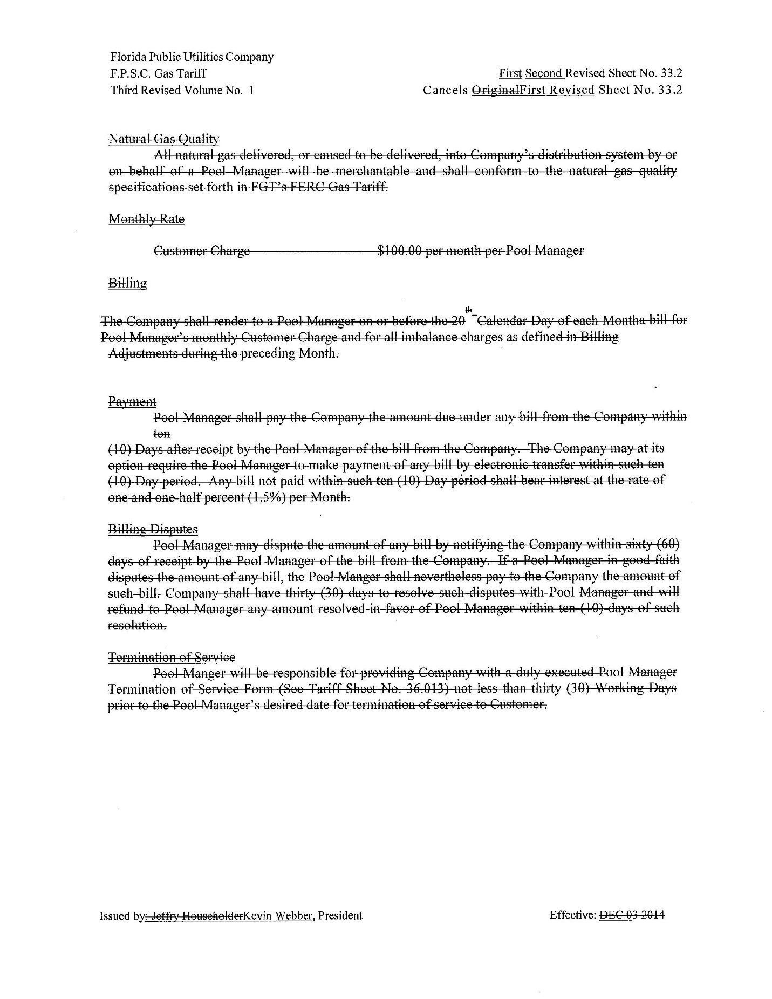 Florida Public Utilities Company
F.P.S.C. Gas Tariff
First Second Revised Sheet No. 33.2
Third Revised Volume No. 1
Cancels OriginalFirst Revised Sheet No. 33.2
Natural Gas Quality
All natural gas delivered, or caused to be delivered, into Company's distribution system by or
on behalf of a Pool Manager will be merchantable and shall conform to the natural gas quality
specifications set forth in FGT's FERC Gas Tariff.
Monthly Rate
Customer Charge $100.00 per month per Pool Manager
Billing
The Company shall render to a Pool Manager on or before the 20th Calendar Day of each Montha bill for
Pool Manager's monthly Customer Charge and for all imbalance charges as defined in Billing
Adjustments during the preceding Month.
Payment
Pool Manager shall pay the Company the amount due under any bill from the Company within
ten
(10) Days after receipt by the Pool Manager of the bill from the Company. The Company may at its
option require the Pool Manager to make payment of any bill by electronic transfer within such ten
(10) Day period. Any bill not paid within such ten (10) Day period shall bear interest at the rate of
one and one-half percent (1.5%) per Month.
Billing Disputes
Pool Manager may dispute the amount of any bill by notifying the Company within sixty (60)
days of receipt by the Pool Manager of the bill from the Company. If a Pool Manager in good faith
disputes the amount of any bill, the Pool Manger shall nevertheless pay to the Company the amount of
such bill. Company shall have thirty (30) days to resolve such disputes with Pool Manager and will
refund to Pool Manager any amount resolved in favor of Pool Manager within ten (10) days of such
resolution.
Termination of Service
Pool Manger will be responsible for providing Company with a duly executed Pool Manager
Termination of Service Form (See Tariff Sheet No. 36.013) not less than thirty (30) Working Days
prior to the Pool Manager's desired date for termination of service to Customer.
Issued by: Jeffry HouseholderKevin Webber, President
Effective: DEC 03 2014